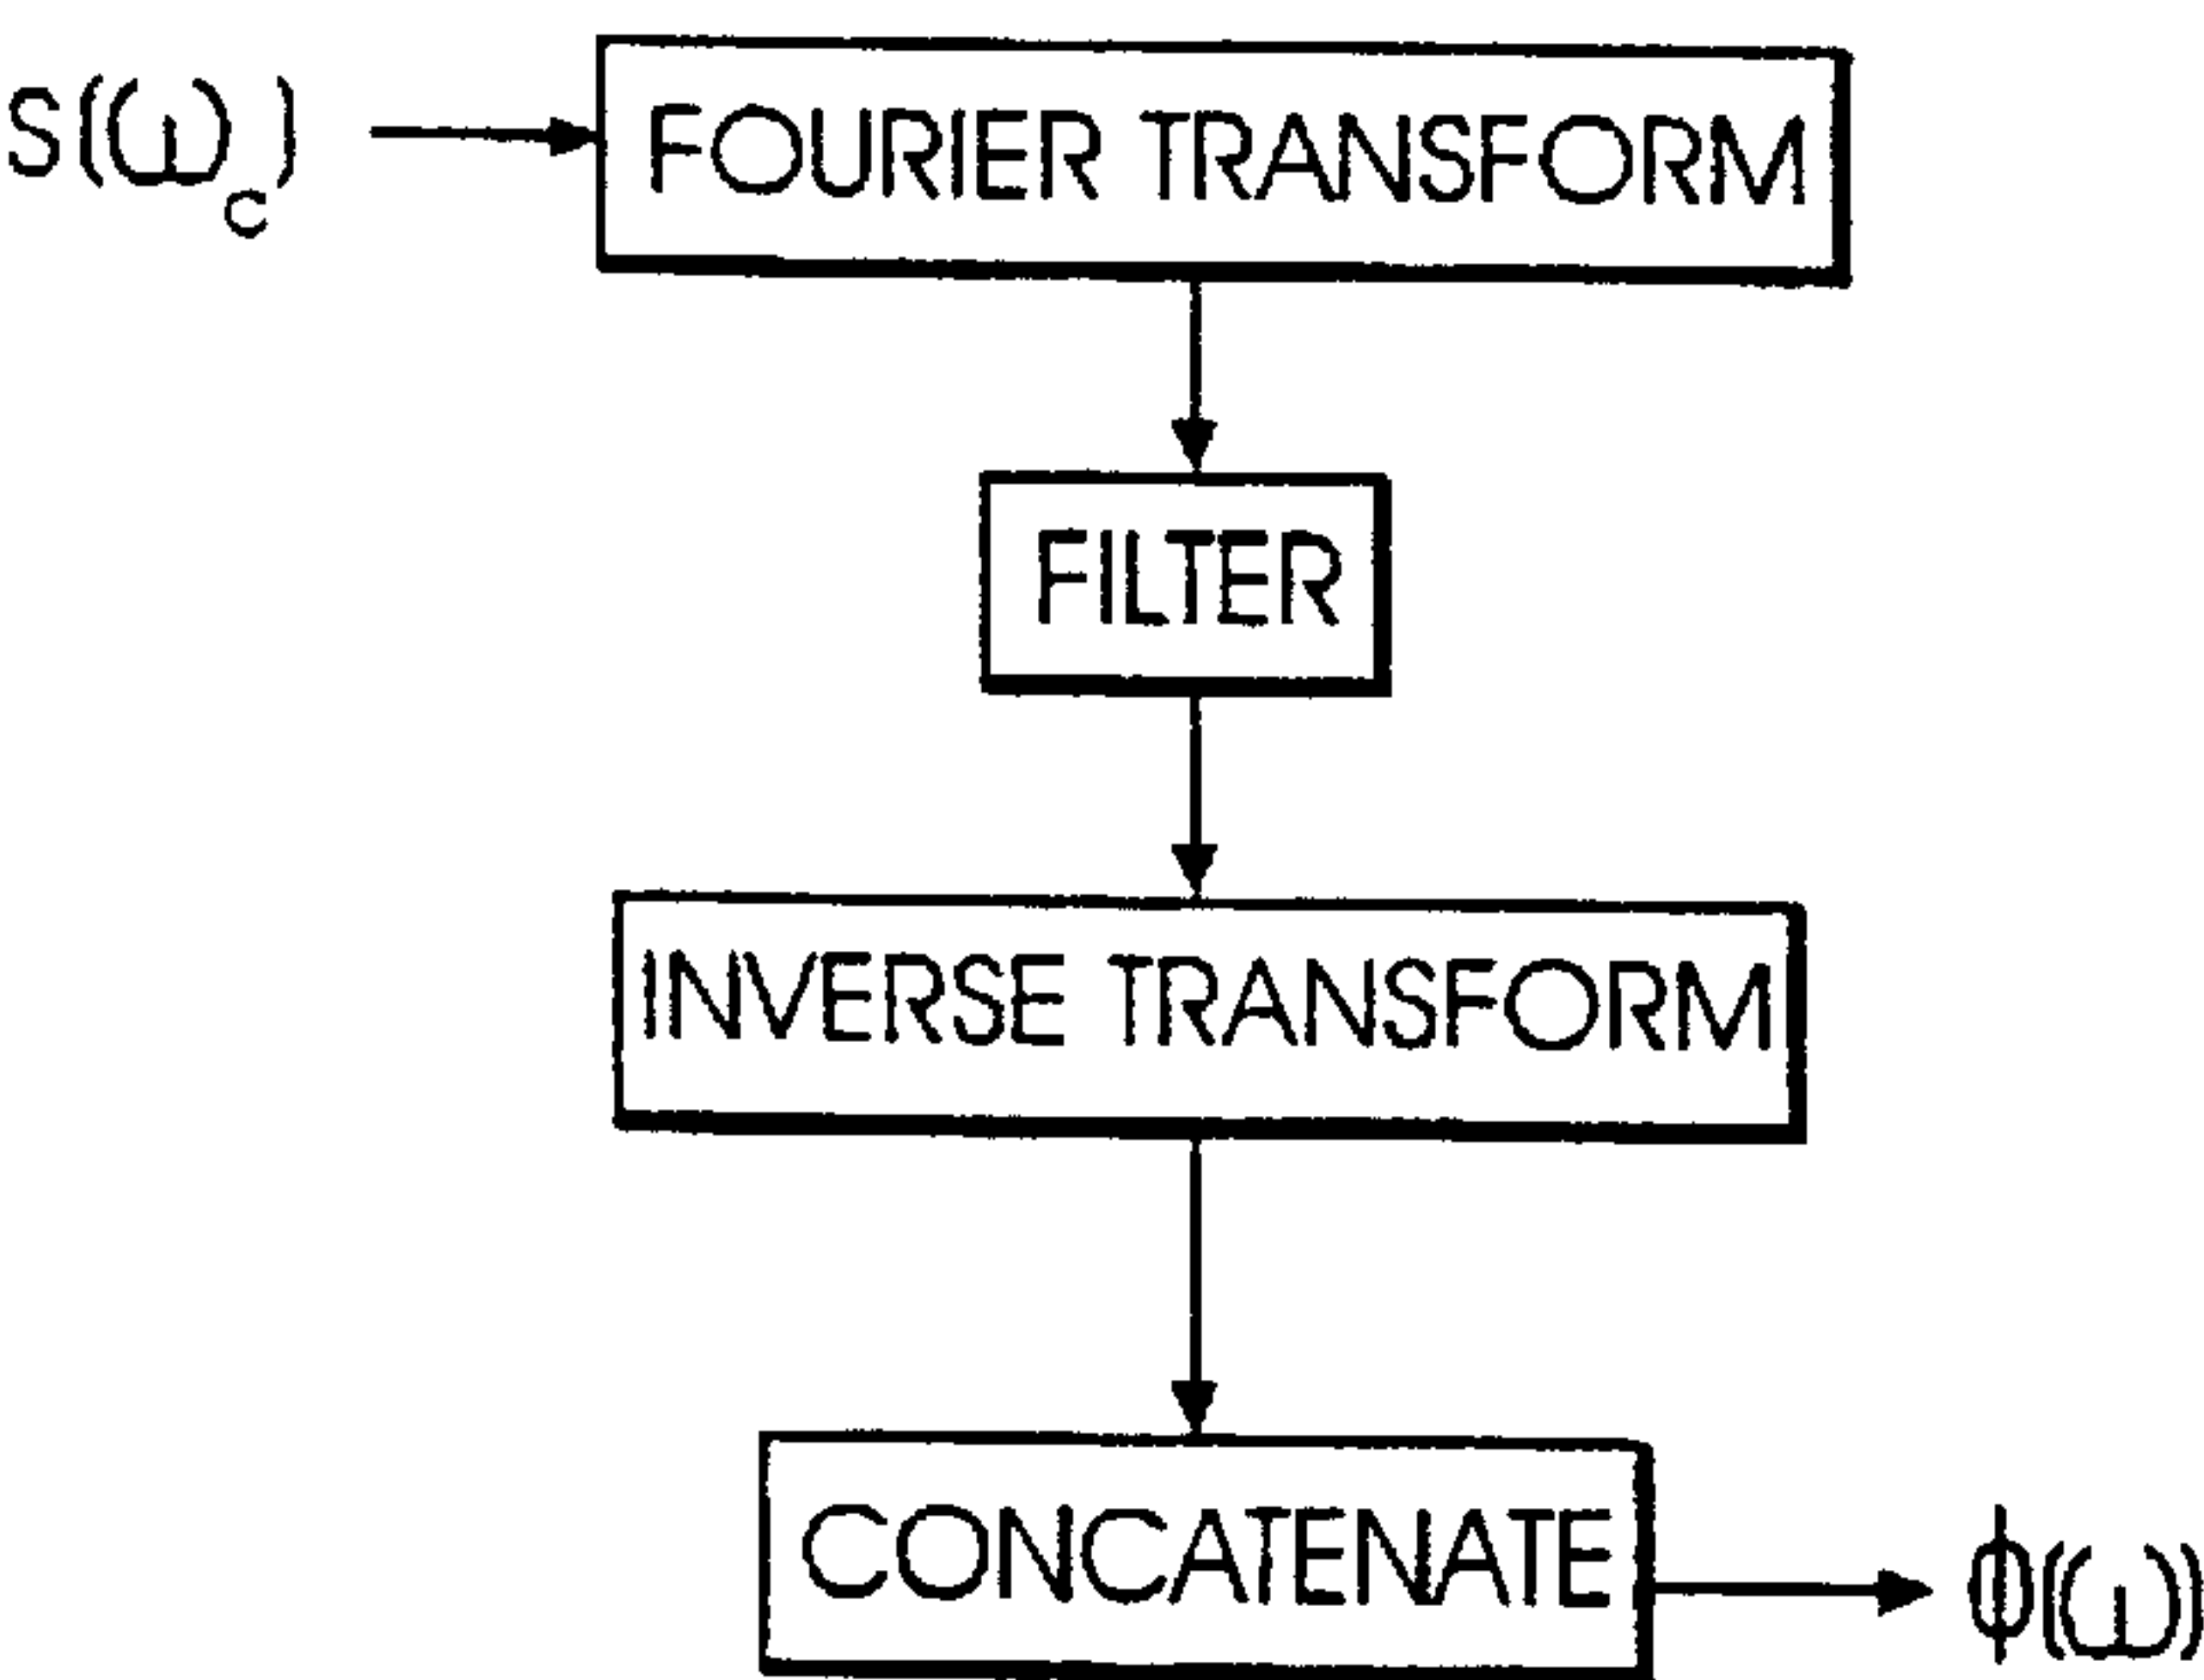 S(ω_c)
FOURIER TRANSFORM
FILTER
INVERSE TRANSFORM
CONCATENATE
ϕ(ω)